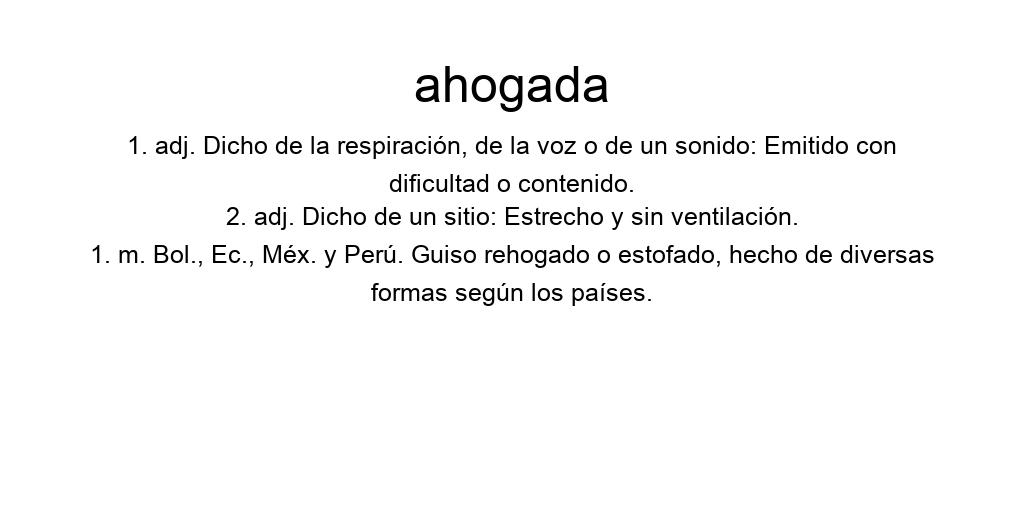 ahogada
1. adj. Dicho de la respiración, de la voz o de un sonido: Emitido con
dificultad o contenido.
2. adj. Dicho de un sitio: Estrecho y sin ventilación.
1. m. Bol., Ec., Méx. y Perú. Guiso rehogado o estofado, hecho de diversas
formas según los países.